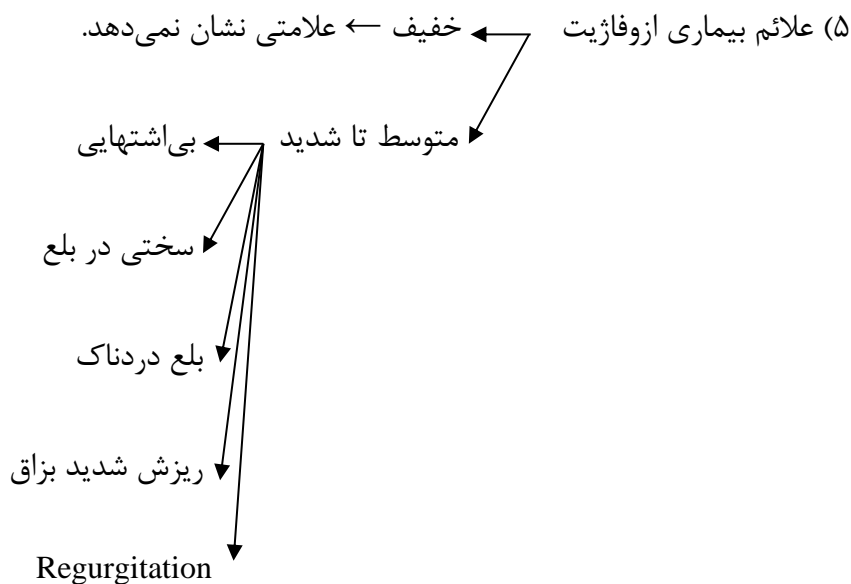 ۵) علائم بیماری ازوفاژیت خفیف ← علامتی نشان نمی‌دهد.
متوسط تا شدید بی‌اشتهایی
سختی در بلع
بلع دردناک
ریزش شدید بزاق
Regurgitation